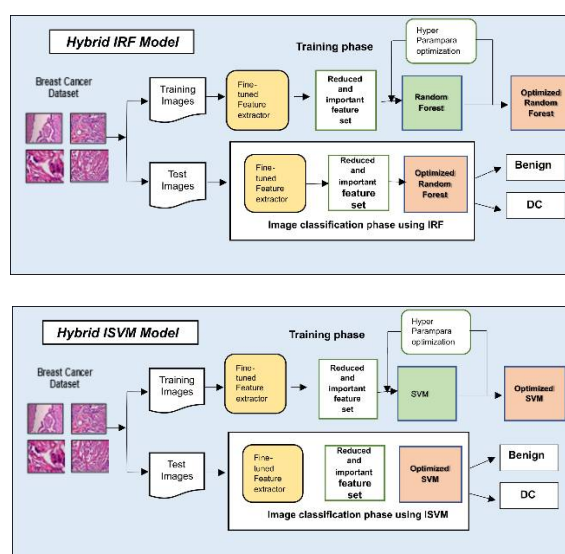 Hybrid IRF Model
Training phase
Hyper
Parampara
optimization
Breast Cancer
Dataset
Training
Images
Fine-
tuned
Feature
extractor
Reduced
and
important
feature
set
Random
Forest
Optimized
Random
Forest
Test
Images
Fine-
tuned
Feature
extractor
Reduced
and
important
feature
set
Optimized
Random
Forest
Benign
DC
Image classification phase using IRF
Hybrid ISVM Model
Training phase
Hyper
Parampara
optimization
Breast Cancer
Dataset
Training
Images
Fine-
tuned
Feature
extractor
Reduced
and
important
feature
set
SVM
Optimized
SVM
Test
Images
Fine-
tuned
Feature
extractor
Reduced
and
important
feature
set
Optimized
SVM
Benign
DC
Image classification phase using ISVM